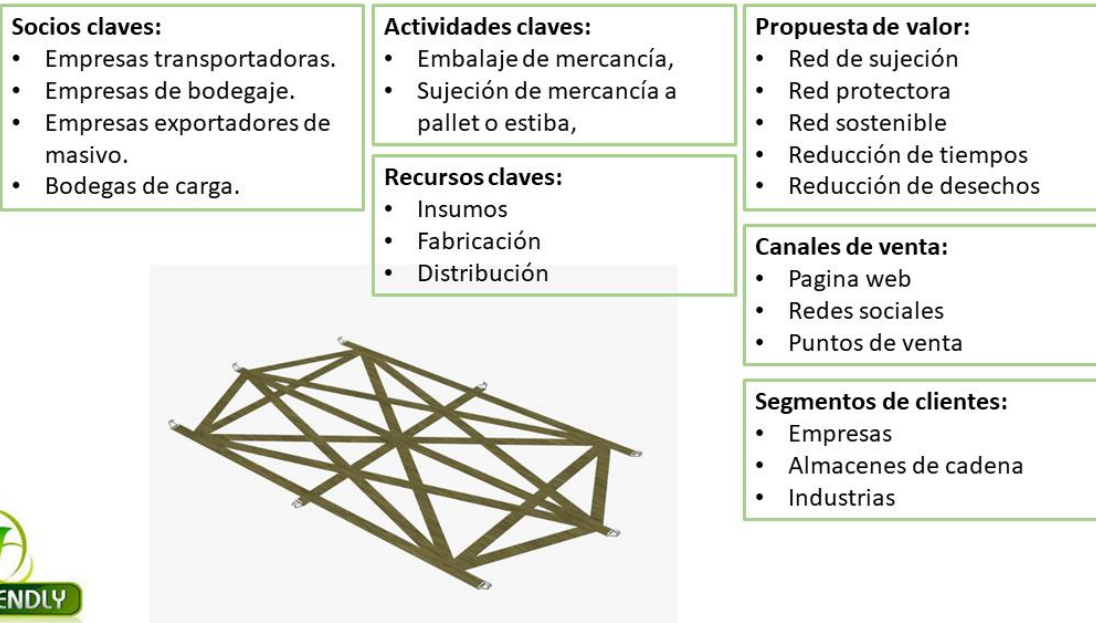 Socios claves:
• Empresas transportadoras.
• Empresas de bodegaje.
• Empresas exportadores de
masivo.
• Bodegas de carga.
Actividades claves:
• Embalaje de mercancía,
• Sujeción de mercancía a
pallet o estiba,
Recursos claves:
• Insumos
• Fabricación
• Distribución
Propuesta de valor:
• Red de sujeción
• Red protectora
• Red sostenible
• Reducción de tiempos
• Reducción de desechos
Canales de venta:
• Pagina web
• Redes sociales
• Puntos de venta
Segmentos de clientes:
• Empresas
• Almacenes de cadena
• Industrias
ENDLY